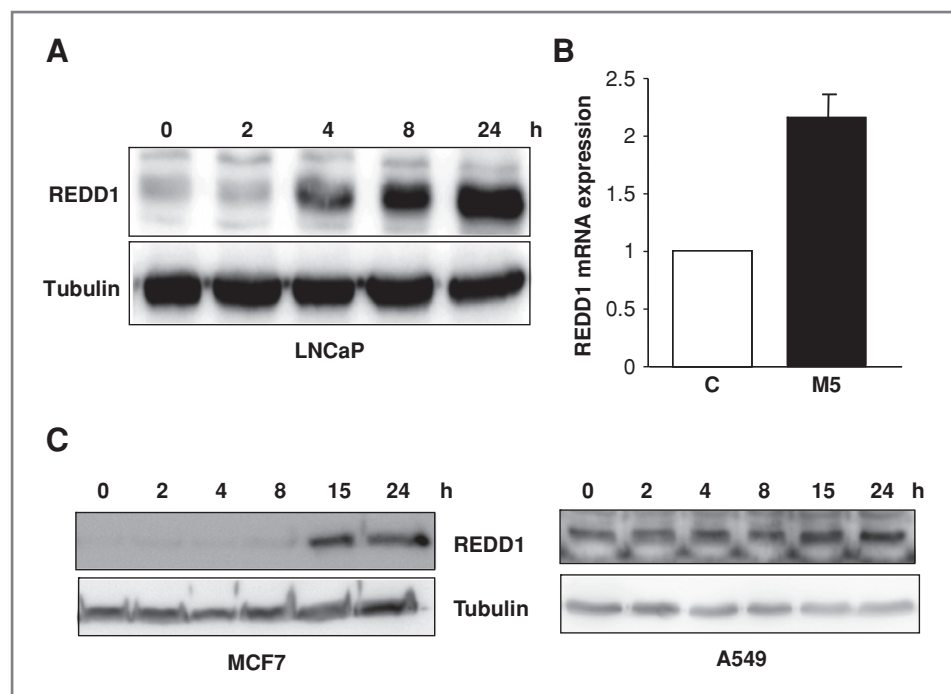 A
0 2 4 8 24 h
REDD1
Tubulin
LNCaP
B
REDD1 mRNA expression
2.5
2
1.5
1
0.5
0
C M5
C
0 2 4 8 15 24 h
REDD1
Tubulin
MCF7
0 2 4 8 15 24 h
A549